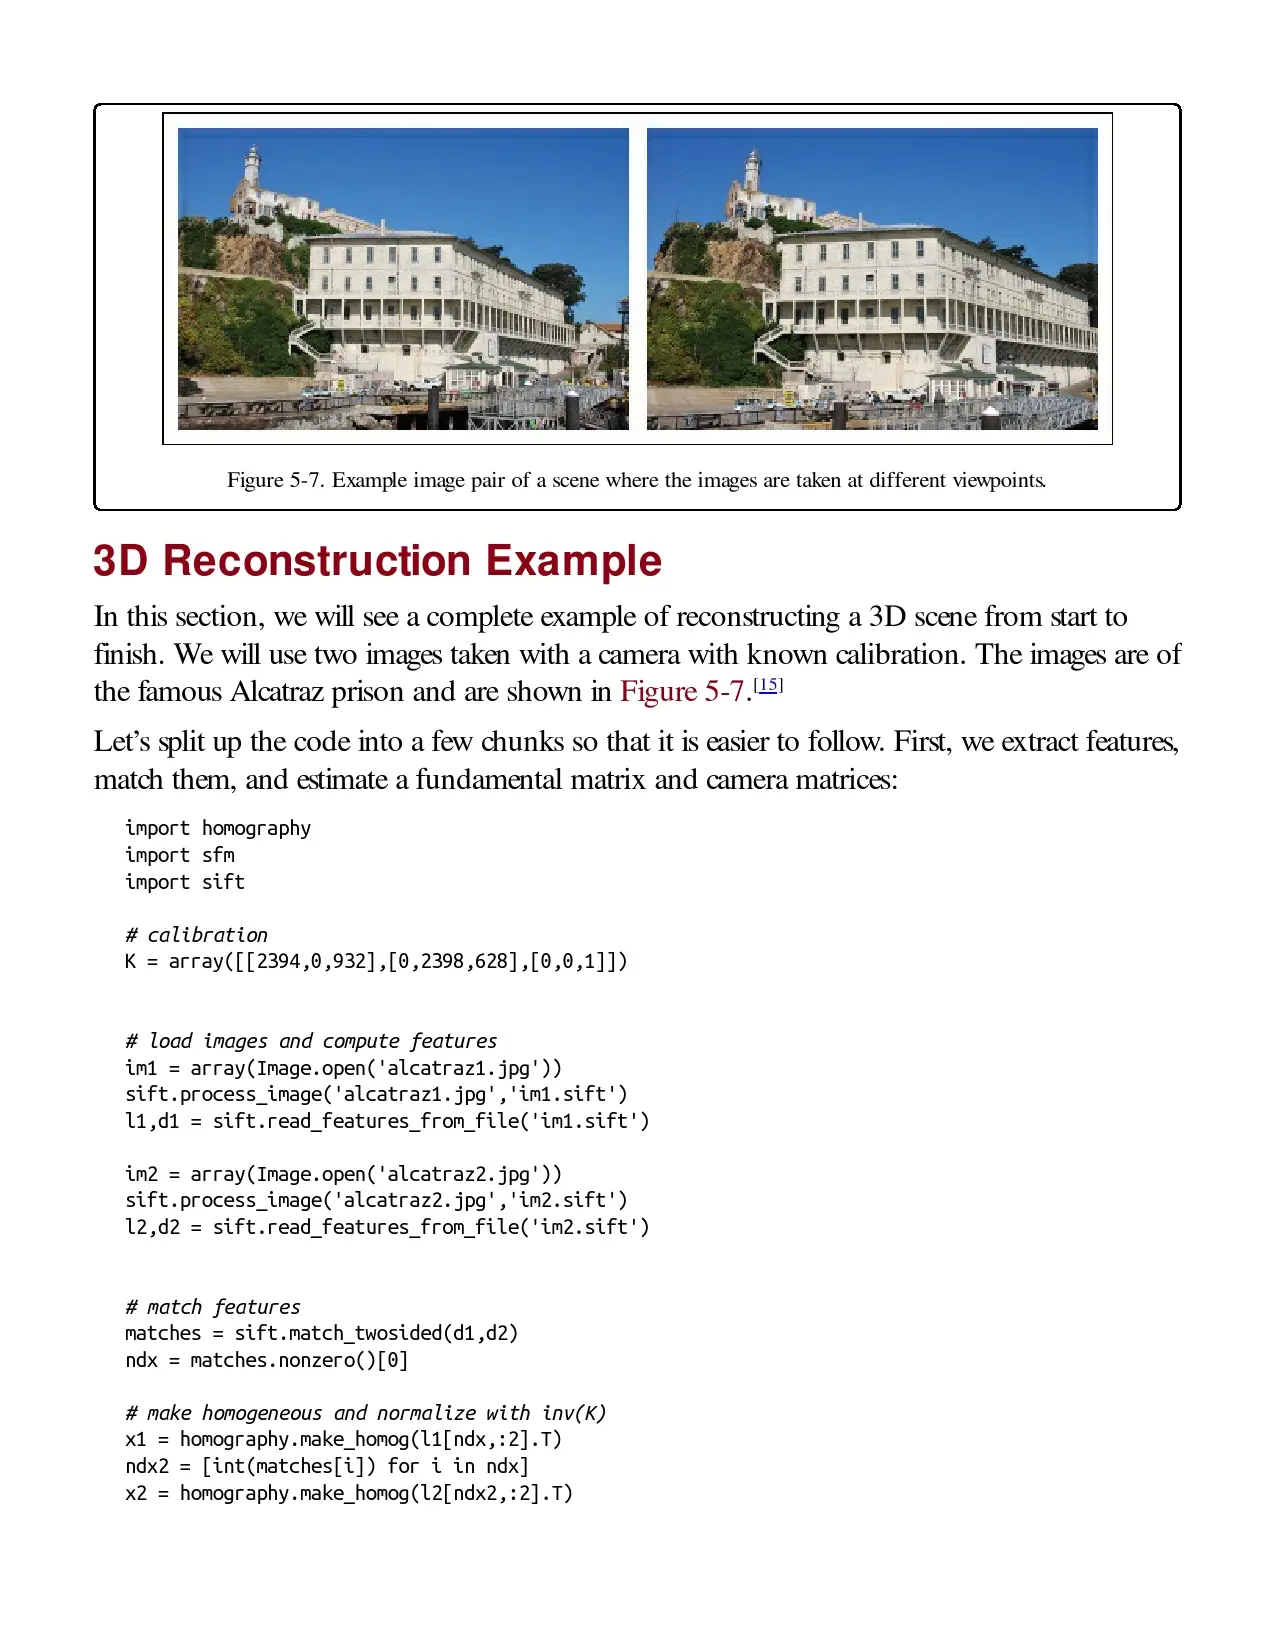 Figure 5-7. Example image pair of a scene where the images are taken at different viewpoints.
3D Reconstruction Example
In this section, we will see a complete example of reconstructing a 3D scene from start to
finish. We will use two images taken with a camera with known calibration. The images are of
the famous Alcatraz prison and are shown in Figure 5-7.[15]
Let’s split up the code into a few chunks so that it is easier to follow. First, we extract features,
match them, and estimate a fundamental matrix and camera matrices:
import homography
import sfm
import sift
# calibration
K = array([[2394,0,932],[0,2398,628],[0,0,1]])
# load images and compute features
im1 = array(Image.open('alcatraz1.jpg'))
sift.process_image('alcatraz1.jpg','im1.sift')
l1,d1 = sift.read_features_from_file('im1.sift')
im2 = array(Image.open('alcatraz2.jpg'))
sift.process_image('alcatraz2.jpg','im2.sift')
l2,d2 = sift.read_features_from_file('im2.sift')
# match features
matches = sift.match_twosided(d1,d2)
ndx = matches.nonzero()[0]
# make homogeneous and normalize with inv(K)
x1 = homography.make_homog(l1[ndx,:2].T)
ndx2 = [int(matches[i]) for i in ndx]
x2 = homography.make_homog(l2[ndx2,:2].T)